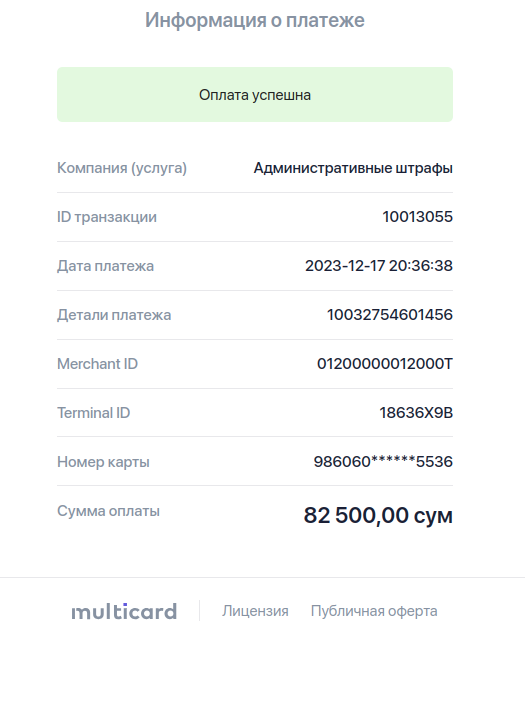 Информация о платеже
Оплата успешна
Компания (услуга) Административные штрафы
ID транзакции 10013055
Дата платежа 2023-12-17 20:36:38
Детали платежа 10032754601456
Merchant ID 01200000012000T
Terminal ID 18636X9B
Номер карты 986060******5536
Сумма оплаты 82 500,00 сум
multicard Лицензия Публичная оферта